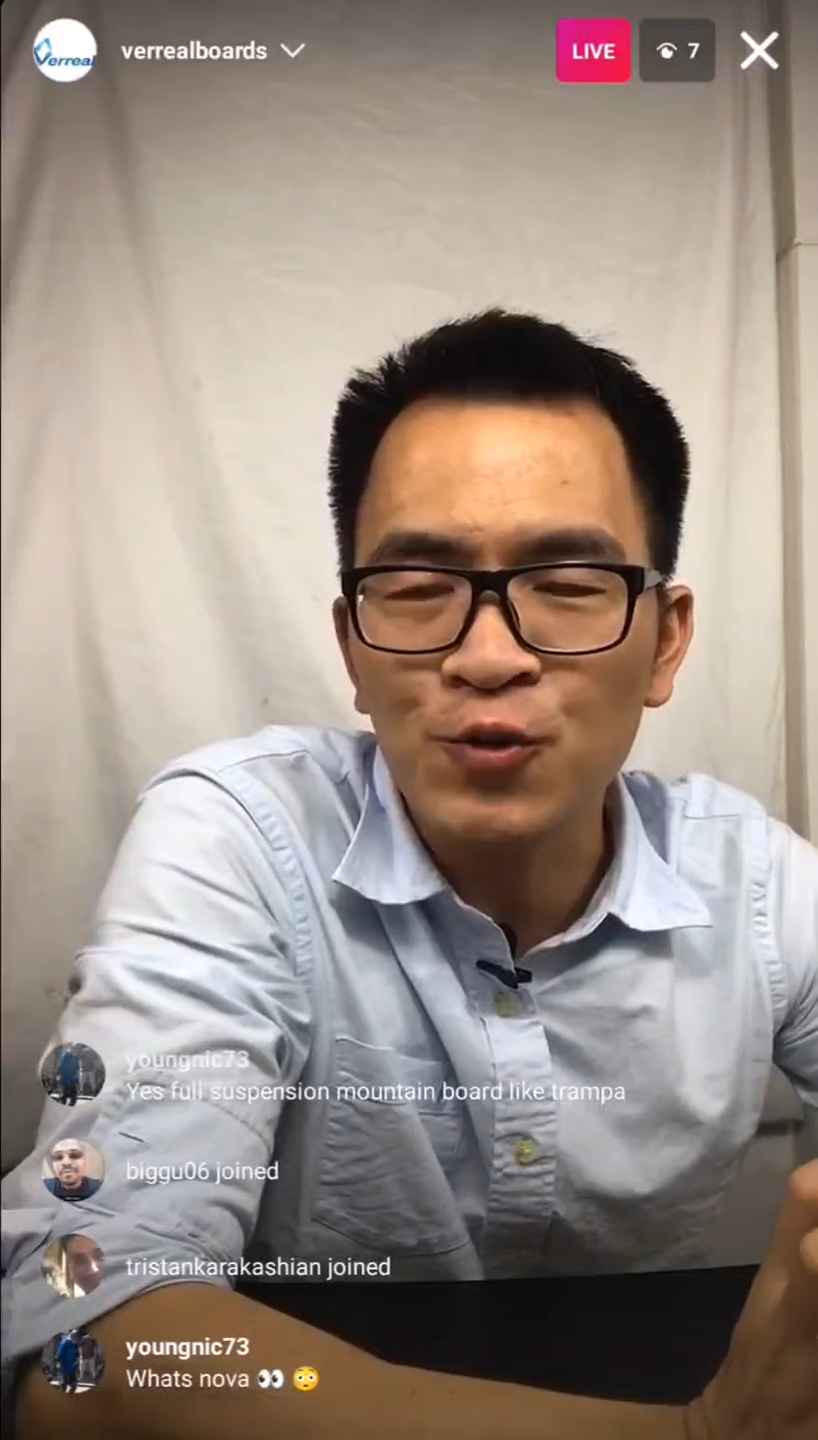 Verreal
verrealboards
LIVE
7
youngnic73
Yes full suspension mountain board like trampa
biggu06 joined
tristankarakashian joined
youngnic73
Whats nova 👀 😳